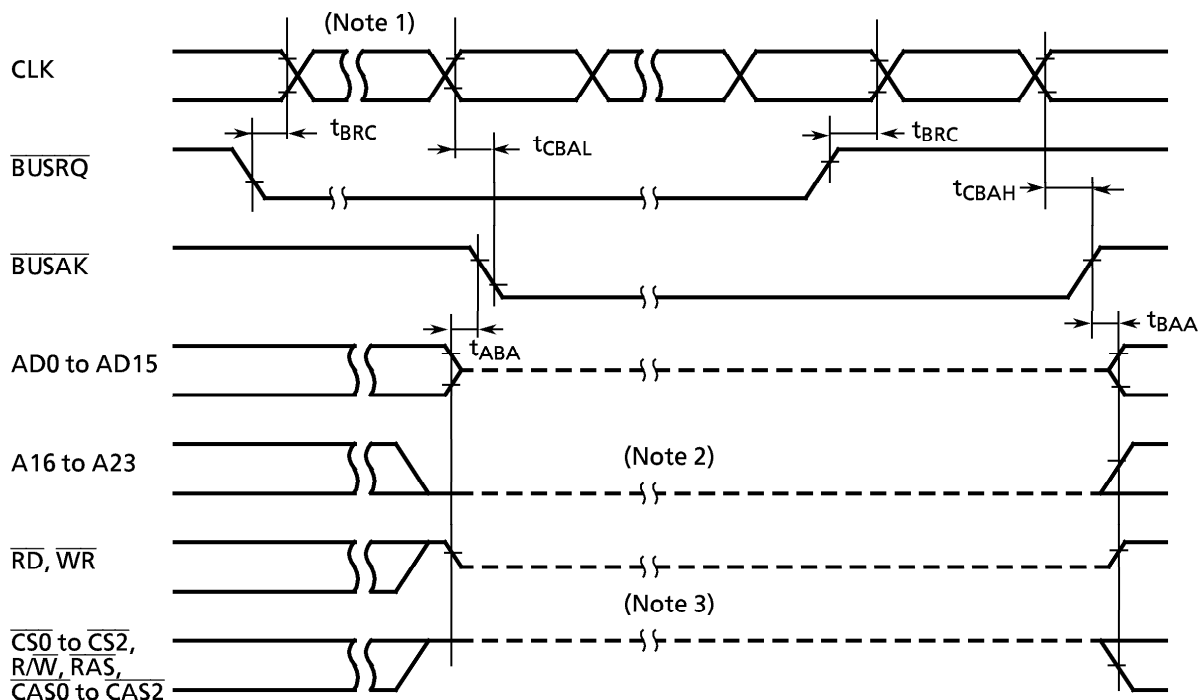 (Note 1)
CLK
tBRC
tCBAL
tBRC
BUSRQ
tCBAH
BUSAK
tBAA
tABA
AD0 to AD15
A16 to A23
(Note 2)
RD, WR
(Note 3)
CS0 to CS2,
R/W, RAS,
CAS0 to CAS2